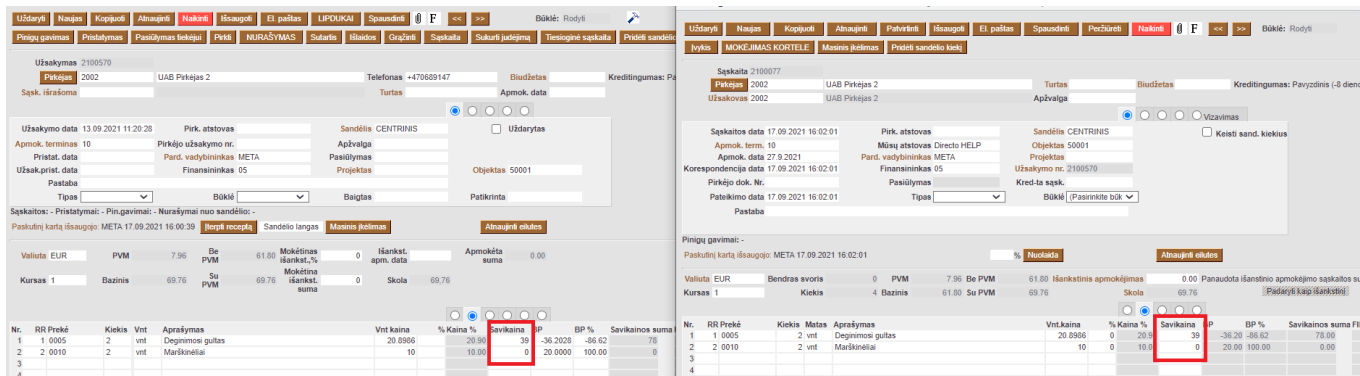 Uždaryti Naujas Kopijuoti Atnaujinti Naikinti Išsaugoti El. paštas LIPDUKAI Spausdinti F << >> Būklė: Rodyti
Pinigų gavimas Pristatymas Pasiūlymas tiekėjui Pirkti NURAŠYMAS Sutartis Išlaidos Grąžinti Sąskaita Sukurti judėjimą Tiesioginė sąskaita Pridėti sandėlio
Užsakymas 2100570
Pirkėjas 2002 UAB Pirkėjas 2 Telefonas +470689147 Biudžetas Kreditingumas: Pa
Sąsk. išrašoma Turtas Apmok. data
Užsakymo data 13.09.2021 11:20:28 Pirk. atstovas Sandėlis CENTRINIS Uždarytas
Apmok. terminas 10 Pirkėjo užsakymo nr. Apžvalga
Pristat. data Pard. vadybininkas META Pasiūlymas
Užsak.prist. data Finansininkas 05 Projektas Objektas 50001
Pastaba
Tipas Būklė Baigtas Patikrinta
Sąskaitos: - Pristatymai: - Pin.gavimai: - Nurašymai nuo sandėlio: -
Paskutinį kartą išsaugojo: META 17.09.2021 16:00:39 Įterpti receptą Sandėlio langas Masinis įkėlimas Atnaujinti eilutes
Valiuta EUR PVM 7.96 Be PVM 61.80 Mokėtinas išankst.,% 0 Išankst. apm. data Apmokėta suma 0.00
Kursas 1 Bazinis 69.76 Su PVM 69.76 Mokėtina išankst. suma 0 Skola 69.76
Nr. RR Prekė Kiekis Vnt Aprašymas Vnt kaina % Kaina % Savikaina BP BP % Savikainos suma
1 1 0005 2 vnt Deginimosi gultas 20.8986 20.90 39 -36.2028 -86.62 78
2 2 0010 2 vnt Marškinėliai 10 10.00 0 20.0000 100.00 0
3
4
Uždaryti Naujas Kopijuoti Atnaujinti Patvirtinti Išsaugoti El. paštas Spausdinti Peržiūrėti Naikinti F << >> Būklė: Rodyti
Įvykis MOKĖJIMAS KORTELE Masinis įkėlimas Pridėti sandėlio kiekį
Sąskaita 2100077
Pirkėjas 2002 UAB Pirkėjas 2 Turtas Biudžetas Kreditingumas: Pavyzdinis (-8 dieno
Užsakovas 2002 UAB Pirkėjas 2 Apžvalga
Vizavimas
Sąskaitos data 17.09.2021 16:02:01 Pirk. atstovas Sandėlis CENTRINIS Keisti sand. kiekius
Apmok. term. 10 Mūsų atstovas Directo HELP Objektas 50001
Apmok. data 27.9.2021 Pard. vadybininkas META Projektas
Korespondencija data 17.09.2021 16:02:01 Finansininkas 05 Užsakymo nr. 2100570
Pirkėjo dok. Nr. Pasiūlymas Kred-ta sąsk.
Pateikimo data 17.09.2021 16:02:01 Tipas Būklė (Pasirinkite būk
Pastaba
Pinigų gavimai: -
Paskutinį kartą išsaugojo: META 17.09.2021 16:02:01 % Nuolaida Atnaujinti eilutes
Valiuta EUR Bendras svoris 0 PVM 7.96 Be PVM 61.80 Išankstinis apmokėjimas 0.00 Panaudota išanstinio apmokėjimo sąskaitos su
Kursas 1 Kiekis 4 Bazinis 61.80 Su PVM 69.76 Skola 69.76 Padaryti kaip išankstinį
Nr. RR Prekė Kiekis Matas Aprašymas Vnt.kaina % Kaina % Savikaina BP BP % Savikainos suma
1 1 0005 2 vnt Deginimosi gultas 20.8986 0 20.9 39 -36.20 -86.62 78.00
2 2 0010 2 vnt Marškinėliai 10 0 10.0 0 20.00 100.00 0.00
3
4